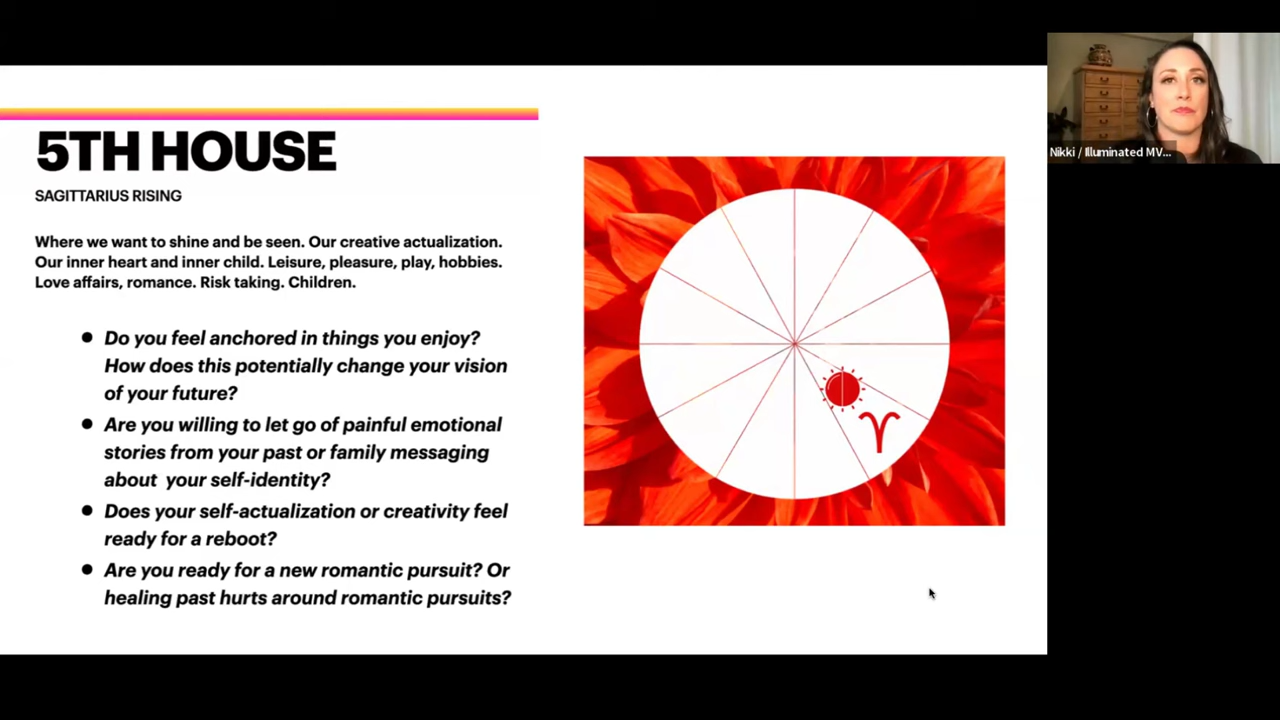 5TH HOUSE
SAGITTARIUS RISING
Where we want to shine and be seen. Our creative actualization.
Our inner heart and inner child. Leisure, pleasure, play, hobbies.
Love affairs, romance. Risk taking. Children.
● Do you feel anchored in things you enjoy?
How does this potentially change your vision
of your future?
● Are you willing to let go of painful emotional
stories from your past or family messaging
about your self-identity?
● Does your self-actualization or creativity feel
ready for a reboot?
● Are you ready for a new romantic pursuit? Or
healing past hurts around romantic pursuits?
Nikki / Illuminated MV...